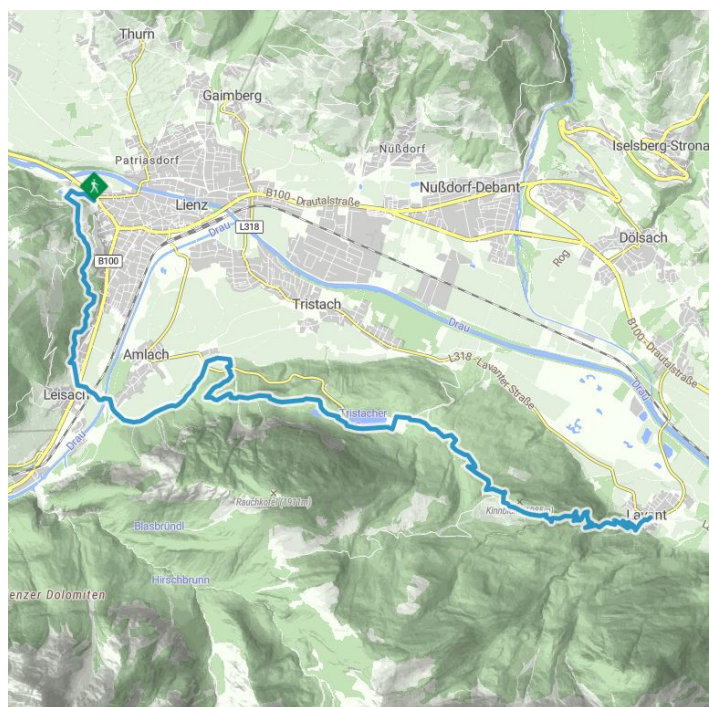 Thurn
Gaimberg
Iselsberg-Strona
Patriasdorf
Nußdorf
Nußdorf-Debant
B100-Drautalstraße
Lienz
L318
Drau
Dölsach
Rog
B100
Tristach
Drau
B100-Drautalstraße
Amlach
L318-Lavanter-Straße
Drau
Leisach
Tristacher
Drau
Rauchkofel (1911m)
Lavant
Blasbründl
Hirschbrunn
enzer Dolomiten